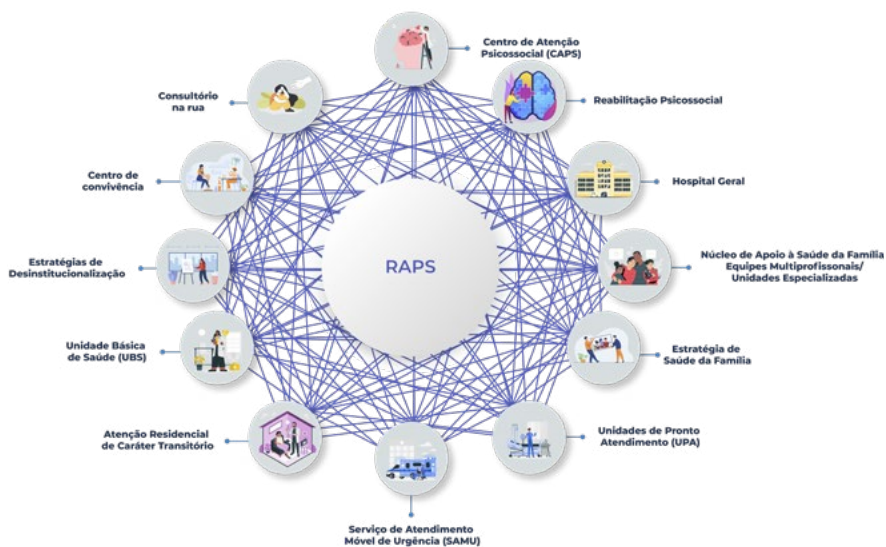 Centro de Atenção
Psicossocial (CAPS)
Reabilitação Psicossocial
Hospital Geral
Núcleo de Apoio à Saúde da Família
Equipes Multiprofissonais/
Unidades Especializadas
Estratégia de
Saúde da Família
Unidades de Pronto
Atendimento (UPA)
Serviço de Atendimento
Móvel de Urgência (SAMU)
Atenção Residencial
de Caráter Transitório
Unidade Básica
de Saúde (UBS)
Estratégias de
Desinstitucionalização
Centro de
convivência
Consultório
na rua
RAPS